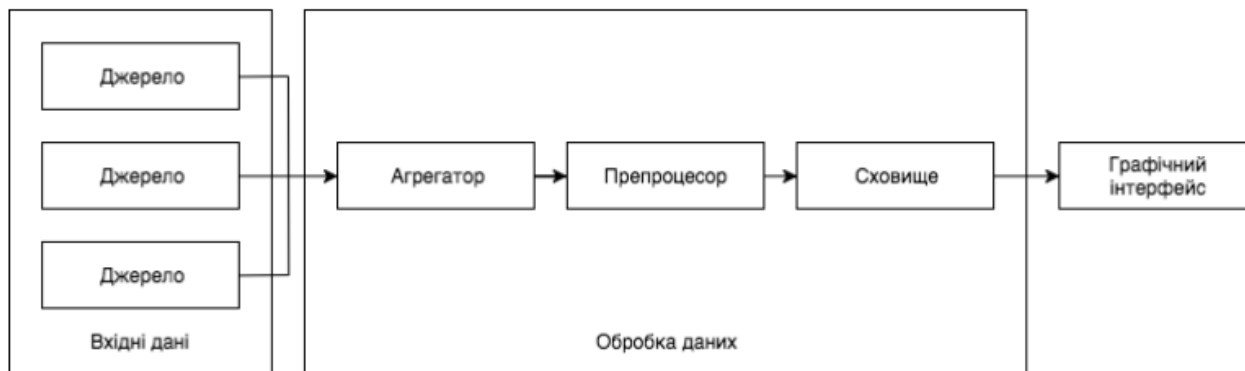 Джерело
Джерело
Джерело
Вхідні дані
Агрегатор
Препроцесор
Сховище
Обробка даних
Графічний
інтерфейс